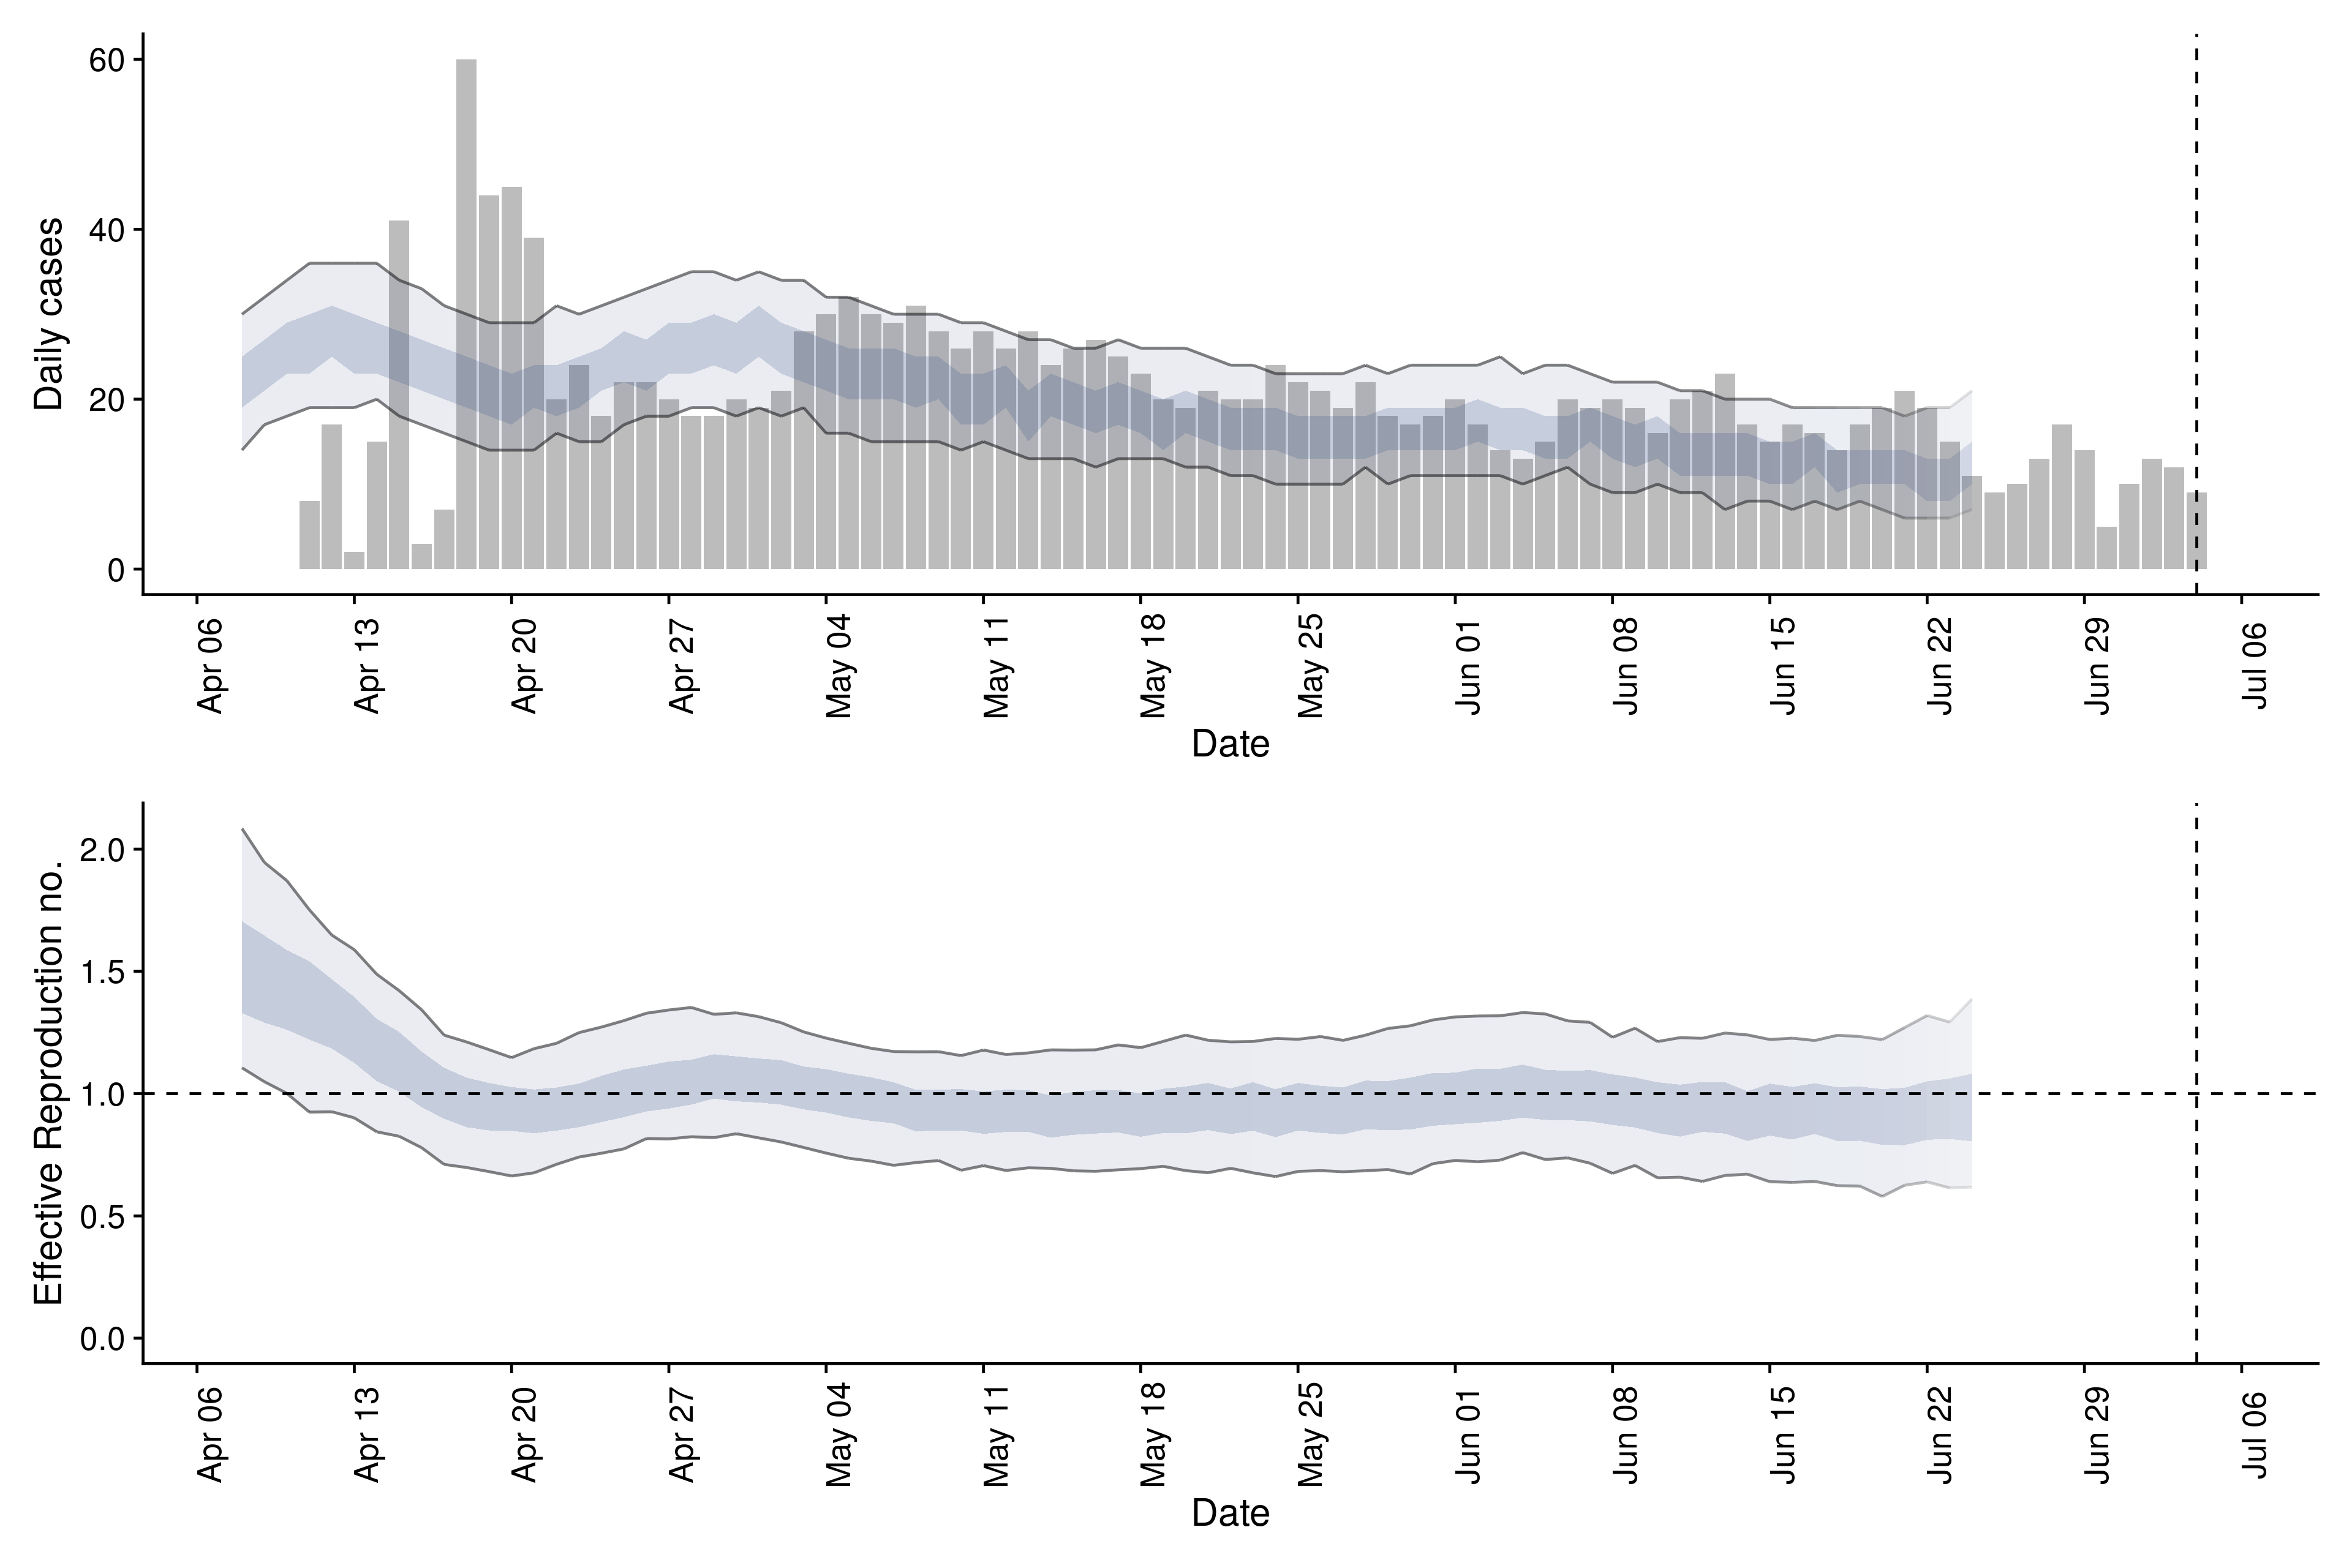 Daily cases
60
40
20
0
Apr 06
Apr 13
Apr 20
Apr 27
May 04
May 11
May 18
May 25
Jun 01
Jun 08
Jun 15
Jun 22
Jun 29
Jul 06
Date
Effective Reproduction no.
2.0
1.5
1.0
0.5
0.0
Apr 06
Apr 13
Apr 20
Apr 27
May 04
May 11
May 18
May 25
Jun 01
Jun 08
Jun 15
Jun 22
Jun 29
Jul 06
Date